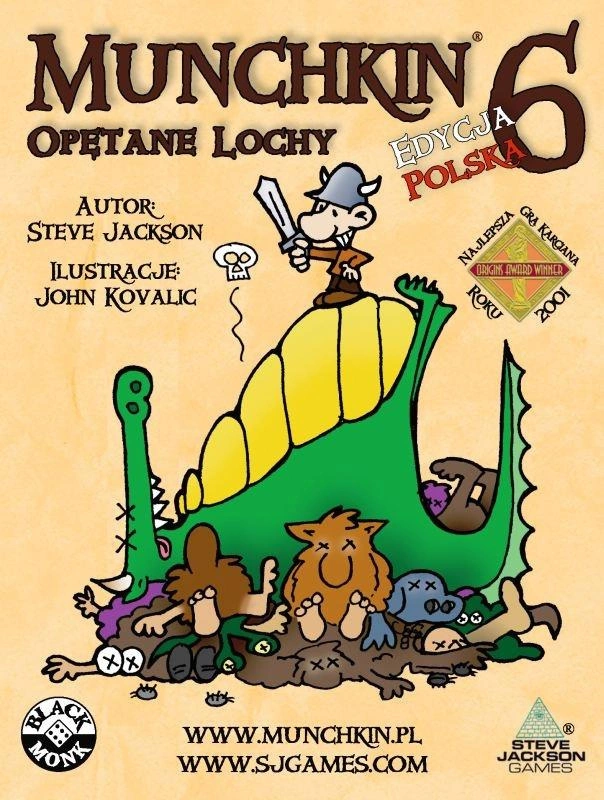 MUNCHKIN® 6
OPĘTANE LOCHY
EDYCJA
POLSKA
AUTOR:
STEVE JACKSON
ILUSTRACJE:
JOHN KOVALIC
NAJLEPSZA
GRA KARCIANA
ORIGINS AWARD WINNER
ROKU
2001
BLACK
MONK
WWW.MUNCHKIN.PL
WWW.SJGAMES.COM
®
STEVE
JACKSON
GAMES